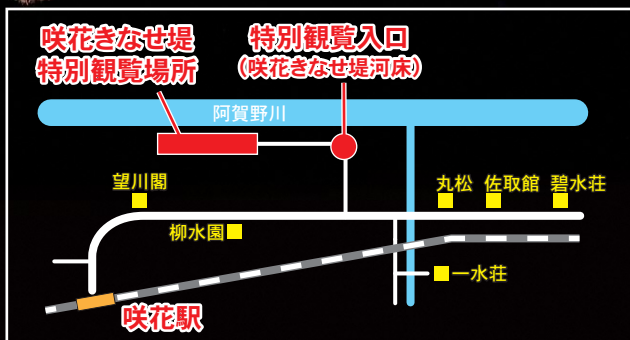 咲花きなせ堤
特別観覧場所
特別観覧入口
(咲花きなせ堤河床)
阿賀野川
望川閣
丸松
佐取館
碧水荘
柳水園
一水荘
咲花駅